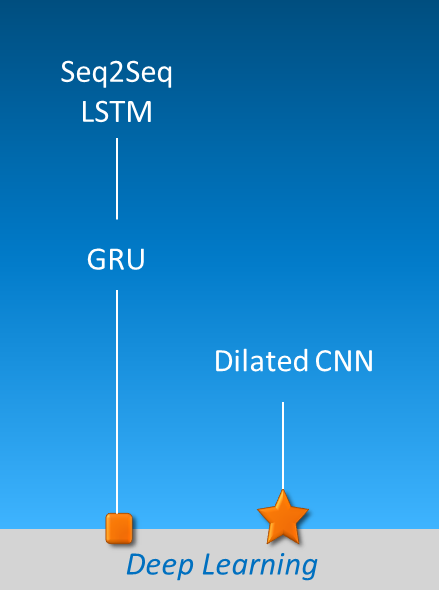 Seq2Seq
LSTM
GRU
Dilated CNN
Deep Learning